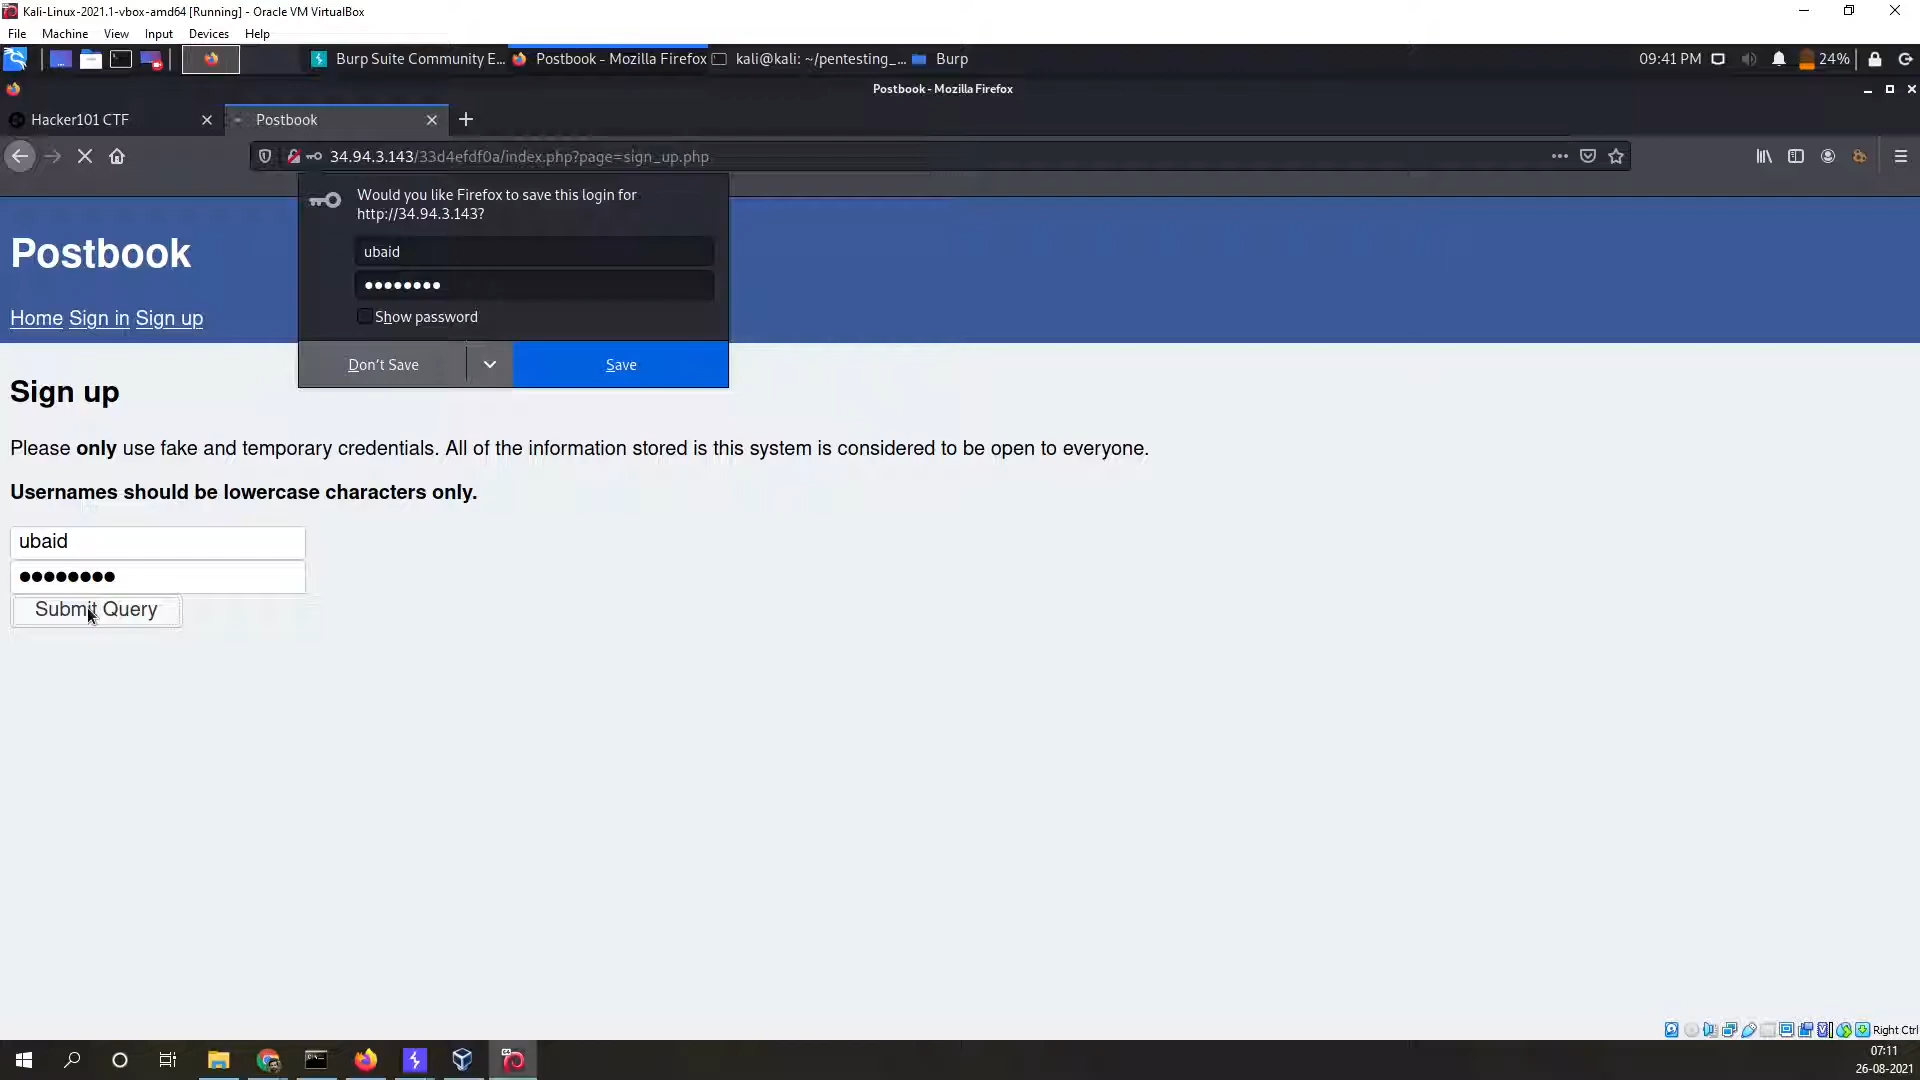 Kali-Linux-2021.1-vbox-amd64 [Running] - Oracle VM VirtualBox
File Machine View Input Devices Help
Burp Suite Community E... Postbook - Mozilla Firefox kali@kali: ~/pentesting_... Burp 09:41 PM 24%
Postbook - Mozilla Firefox
Hacker101 CTF Postbook
34.94.3.143/33d4efdf0a/index.php?page=sign_up.php
Would you like Firefox to save this login for
http://34.94.3.143?
ubaid
●●●●●●●●
Show password
Don't Save Save
Postbook
Home Sign in Sign up
Sign up
Please only use fake and temporary credentials. All of the information stored is this system is considered to be open to everyone.
Usernames should be lowercase characters only.
ubaid
●●●●●●●●
Submit Query
Right Ctrl
07:11
26-08-2021